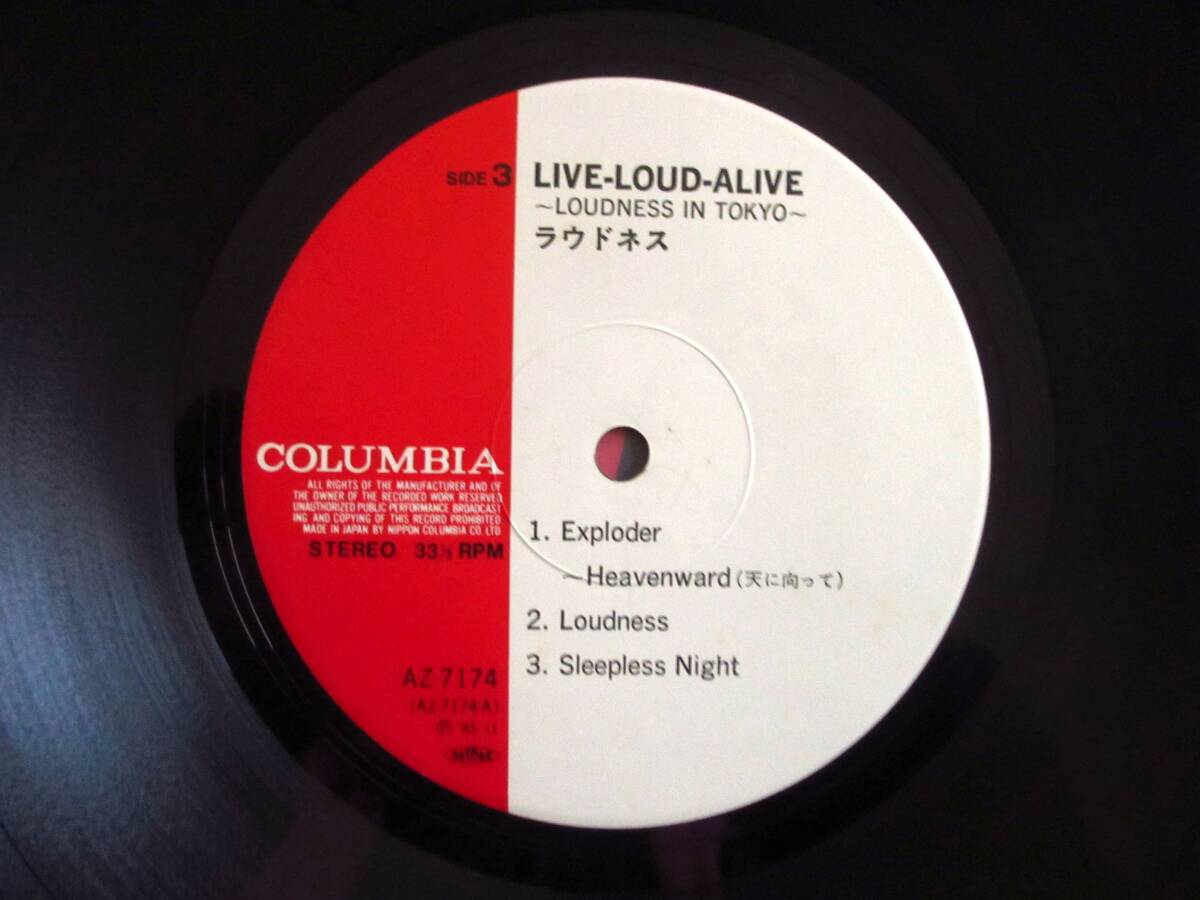 SIDE 3
LIVE-LOUD-ALIVE
~LOUDNESS IN TOKYO~
ラウドネス
COLUMBIA
ALL RIGHTS OF THE MANUFACTURER AND OF
THE OWNER OF THE RECORDED WORK RESERVED
UNAUTHORIZED PUBLIC PERFORMANCE BROADCAST
ING AND COPYING OF THIS RECORD PROHIBITED
MADE IN JAPAN BY NIPPON COLUMBIA CO LTD
STEREO 33⅓ RPM
1. Exploder
~Heavenward (天に向って)
2. Loudness
3. Sleepless Night
AZ-7174
(AZ-7174-A)